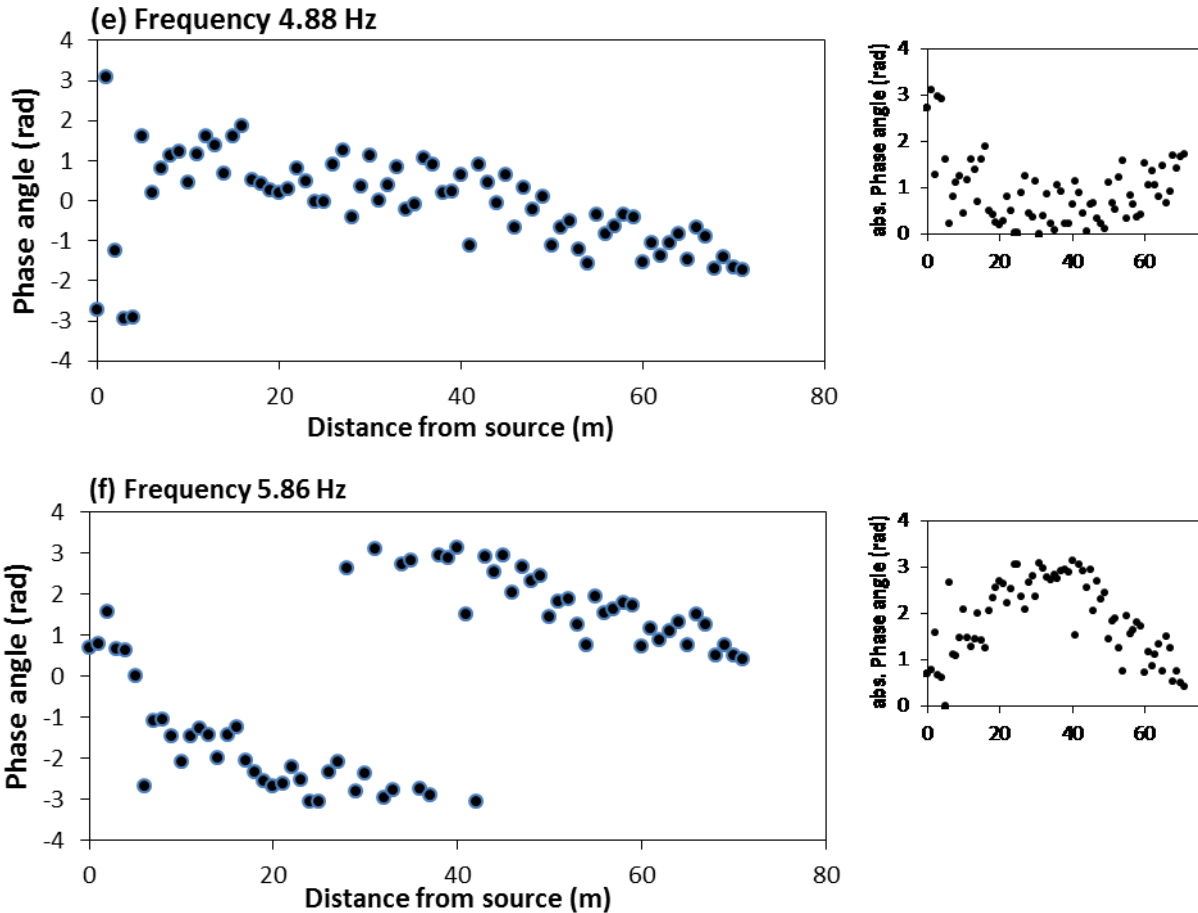 (e) Frequency 4.88 Hz
4
3
2
1
0
-1
-2
-3
-4
Phase angle (rad)
0 20 40 60 80
Distance from source (m)
4
3
2
1
0
abs. Phase angle (rad)
0 20 40 60
(f) Frequency 5.86 Hz
4
3
2
1
0
-1
-2
-3
-4
Phase angle (rad)
0 20 40 60 80
Distance from source (m)
4
3
2
1
0
abs. Phase angle (rad)
0 20 40 60